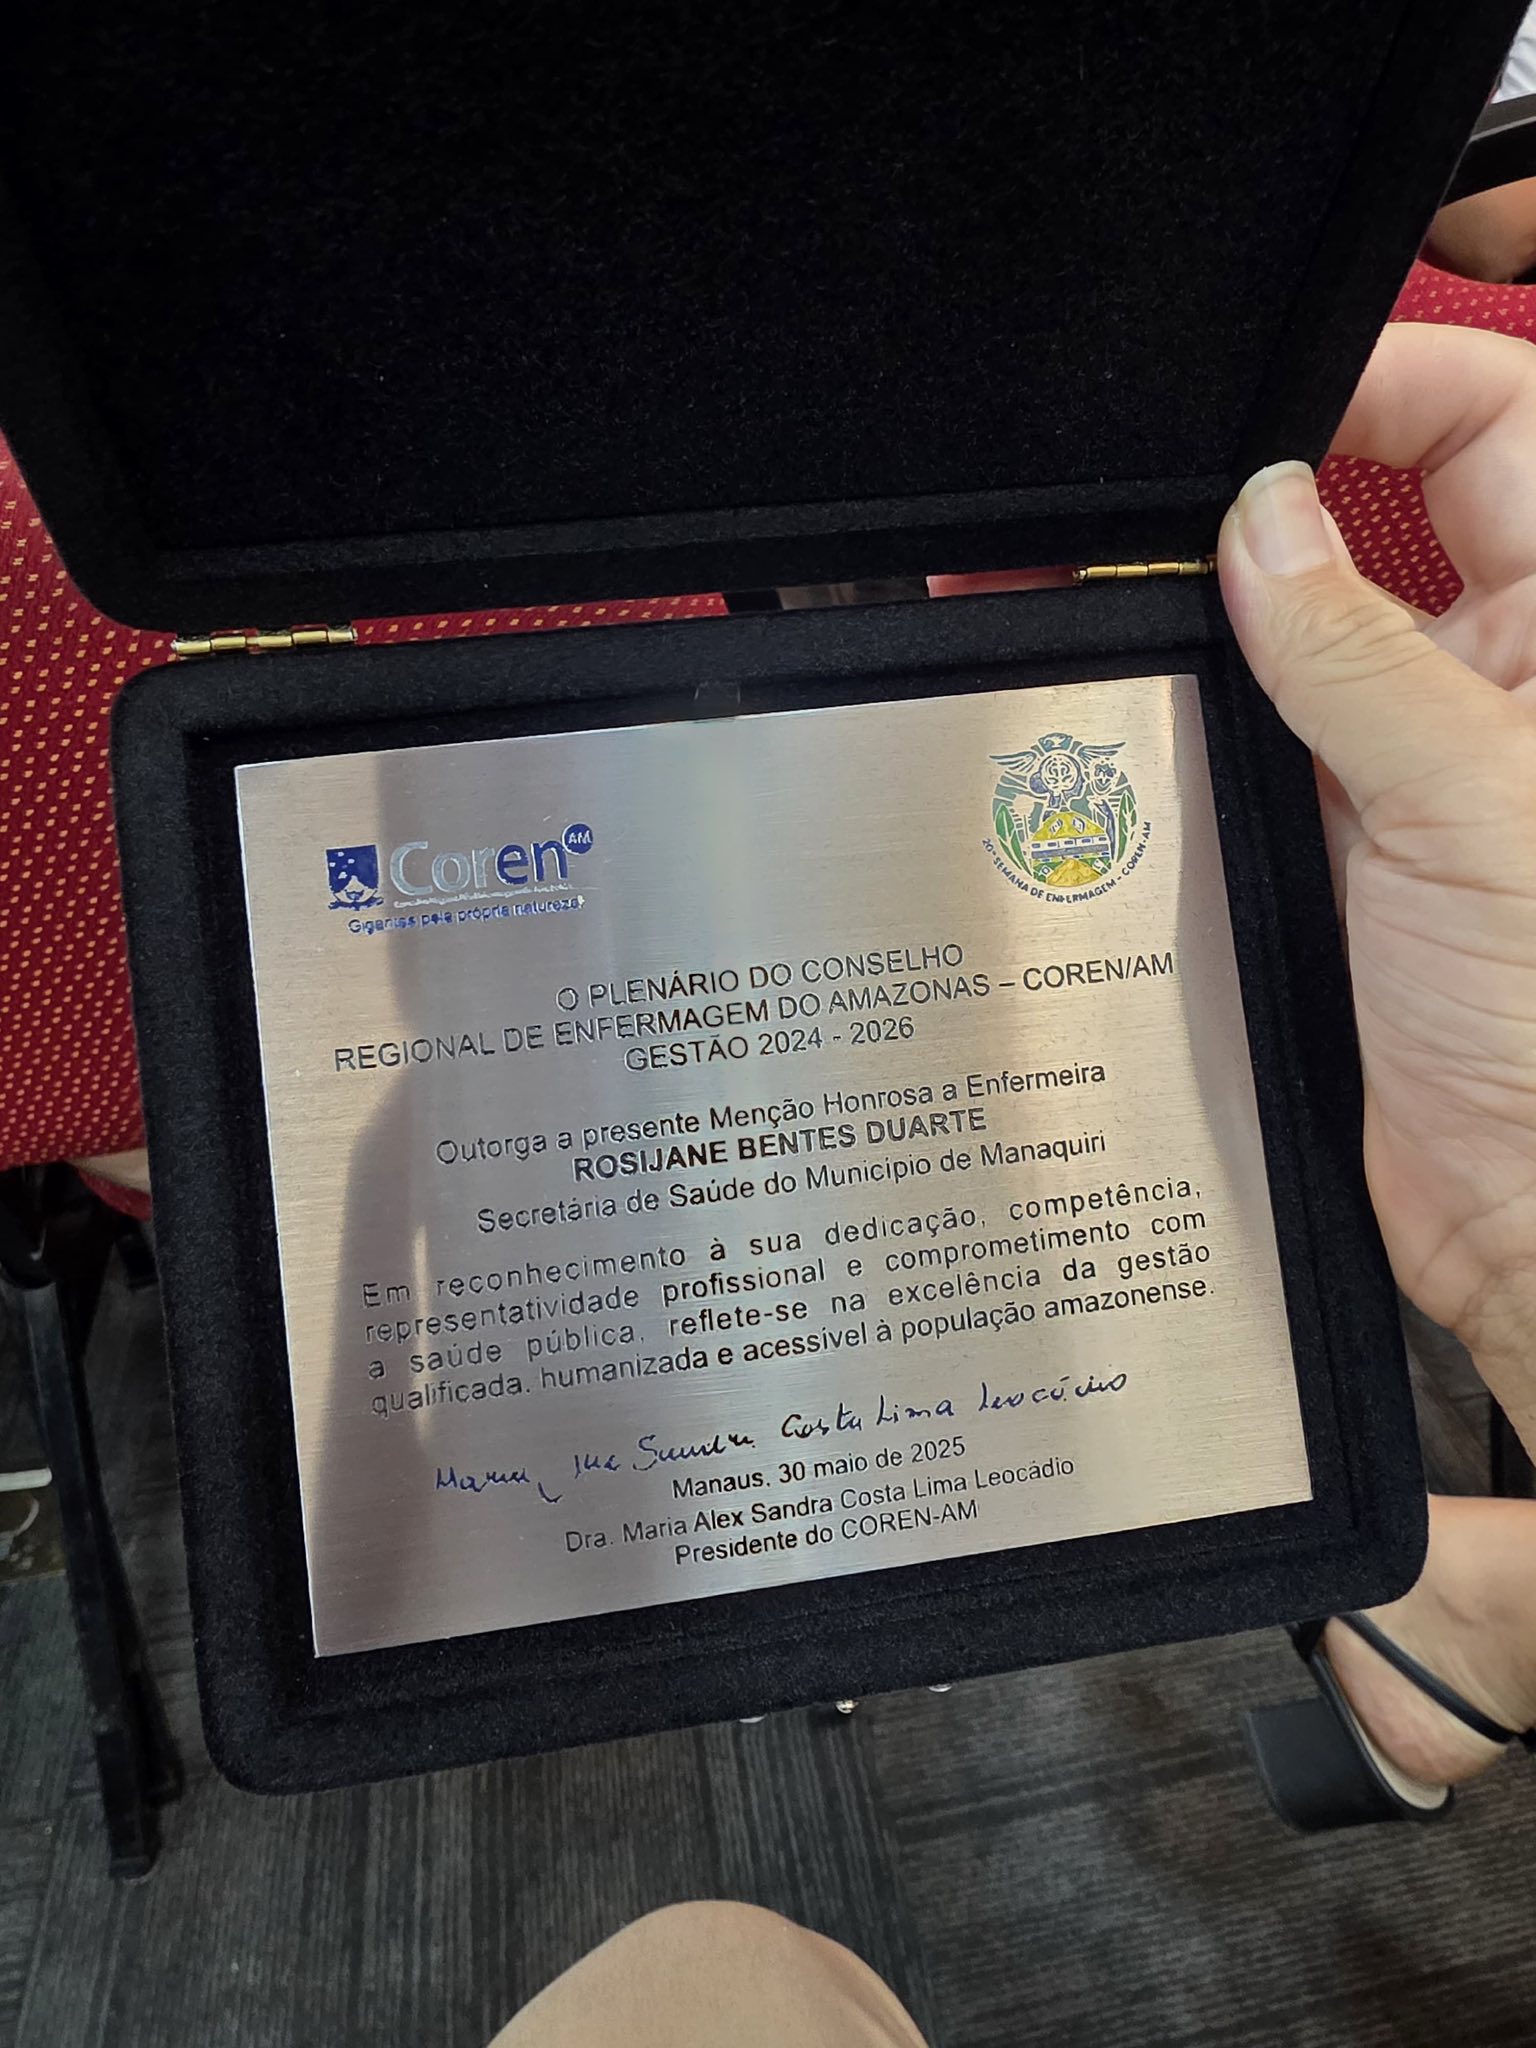 Coren AM
Gigantes pela própria natureza!
20ª SEMANA DE ENFERMAGEM - COREN-AM
O PLENÁRIO DO CONSELHO
REGIONAL DE ENFERMAGEM DO AMAZONAS – COREN/AM
GESTÃO 2024 - 2026
Outorga a presente Menção Honrosa a Enfermeira
ROSIJANE BENTES DUARTE
Secretária de Saúde do Município de Manaquiri
Em reconhecimento à sua dedicação, competência,
representatividade profissional e comprometimento com
a saúde pública, reflete-se na excelência da gestão
qualificada, humanizada e acessível à população amazonense.
Costa Lima Leocádio
Manaus, 30 maio de 2025
Dra. Maria Alex Sandra Costa Lima Leocádio
Presidente do COREN-AM